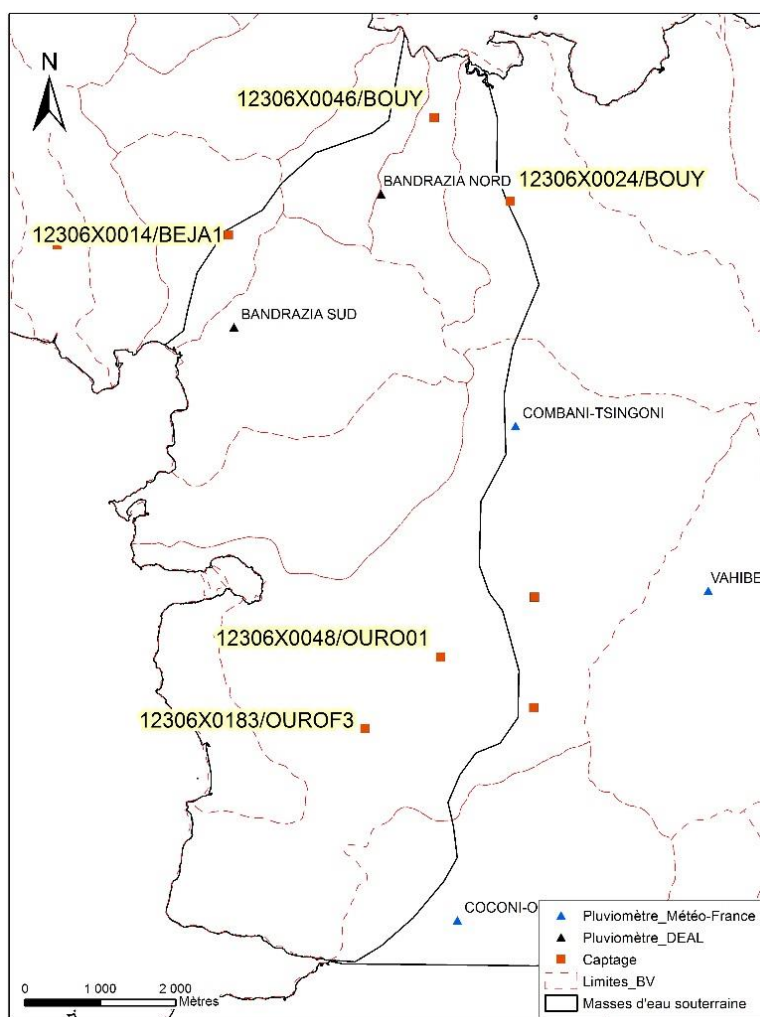 N
12306X0046/BOUY
BANDRAZIA NORD
12306X0024/BOUY
12306X0014/BEJA1
BANDRAZIA SUD
COMBANI-TSINGONI
VAHIBE
12306X0048/OURO01
12306X0183/OUROF3
COCONI-O
Pluviomètre_Météo-France
Pluviomètre_DEAL
Captage
Limites_BV
Masses d'eau souterraine
0 1 000 2 000
Mètres